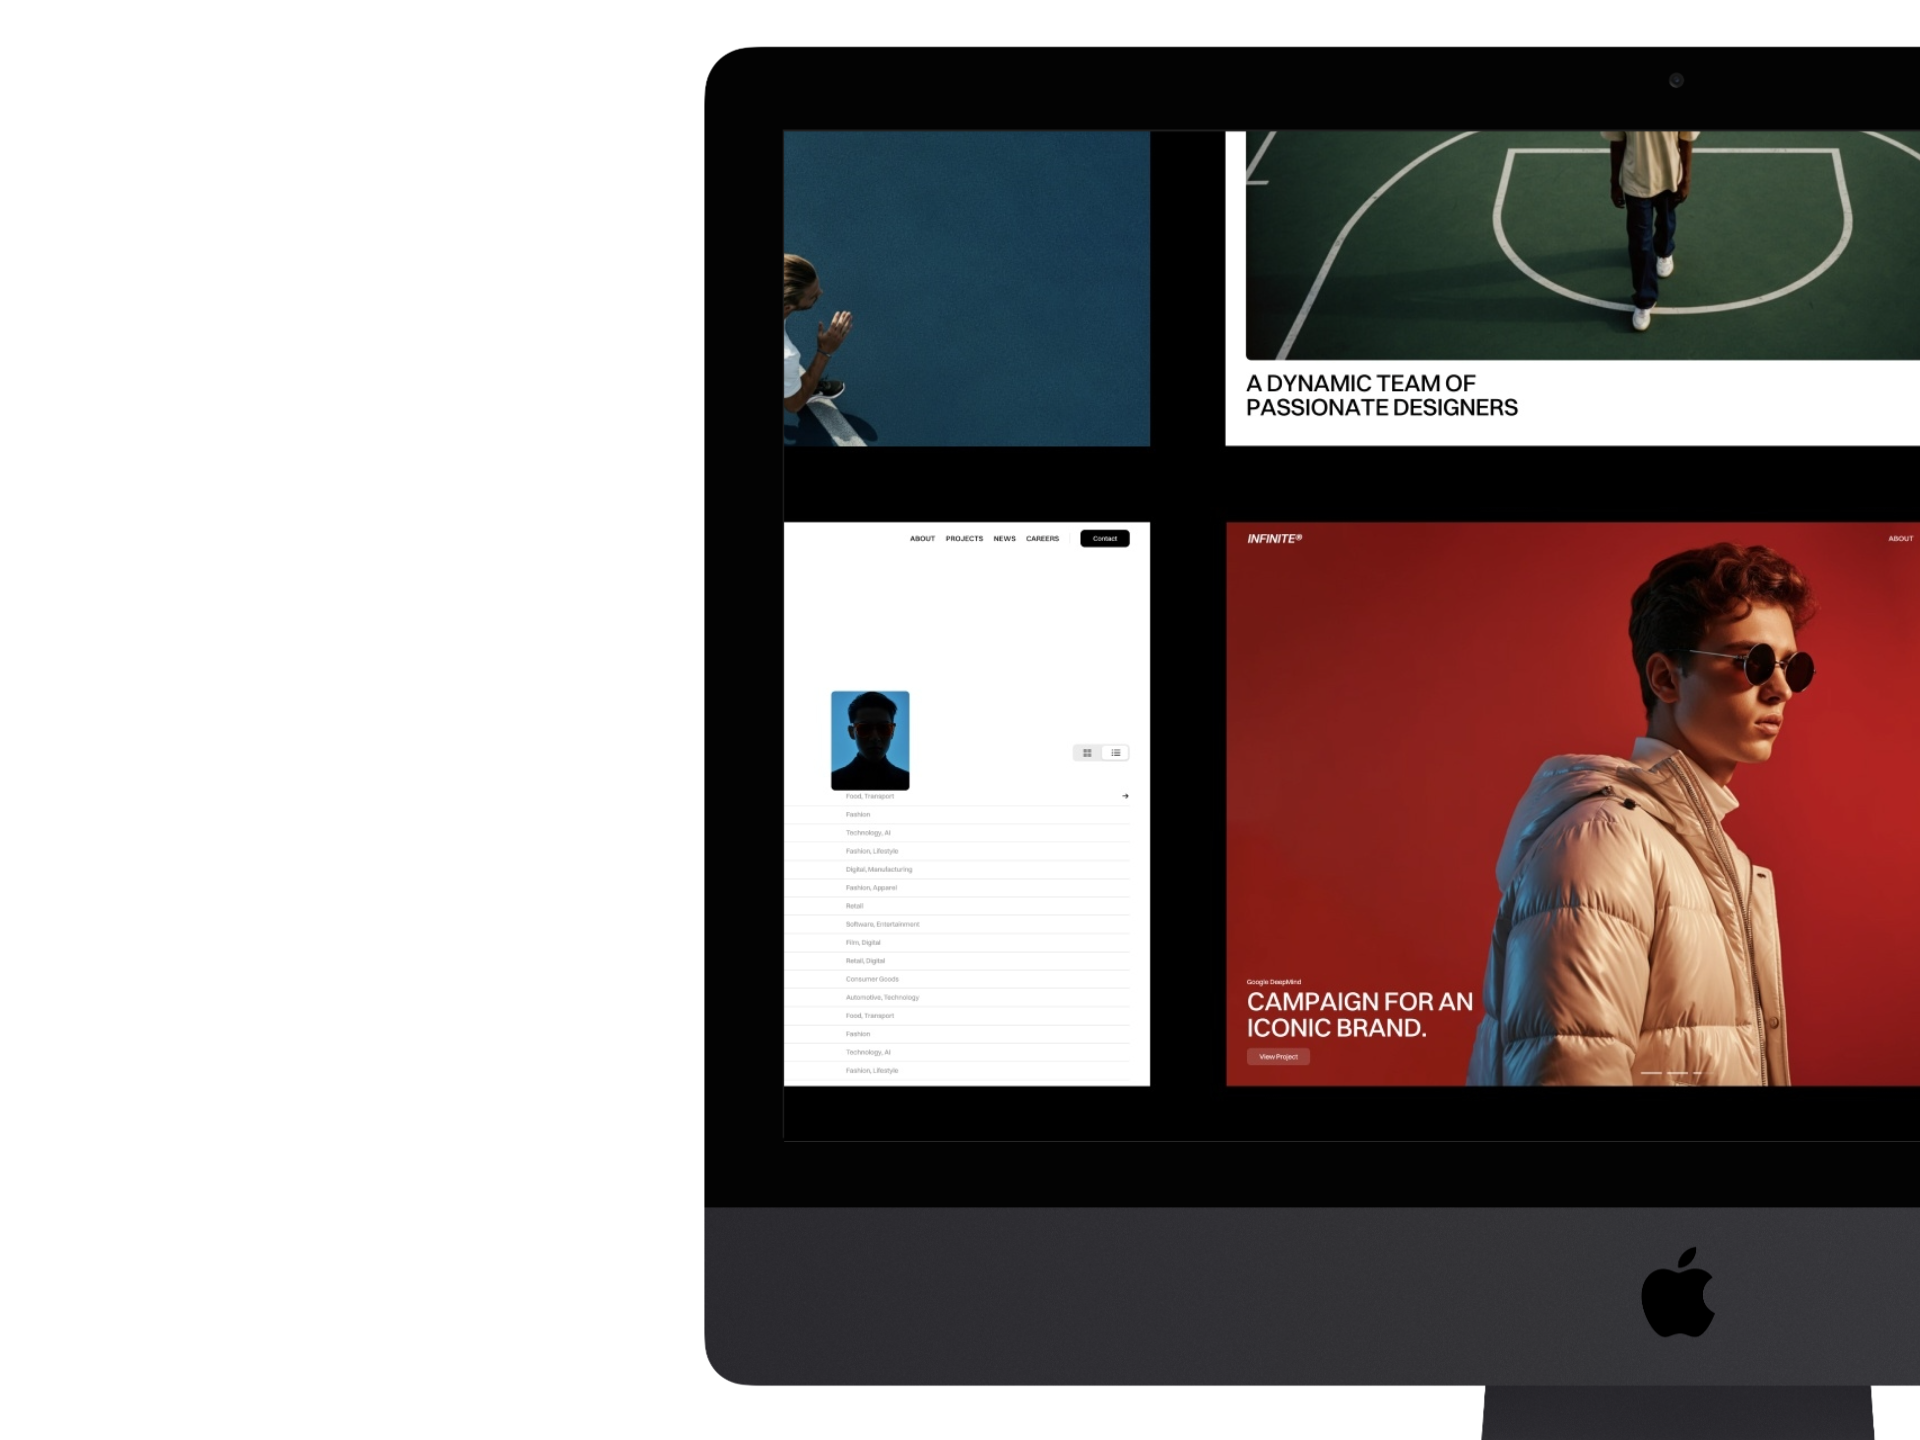 A DYNAMIC TEAM OF
PASSIONATE DESIGNERS
ABOUT PROJECTS NEWS CAREERS Contact
Food, Transport
Fashion
Technology, AI
Fashion, Lifestyle
Digital, Manufacturing
Fashion, Apparel
Retail
Software, Entertainment
Film, Digital
Retail, Digital
Consumer Goods
Automotive, Technology
Food, Transport
Fashion
Technology, AI
Fashion, Lifestyle
INFINITE® ABOUT
Google DeepMind
CAMPAIGN FOR AN
ICONIC BRAND.
View Project